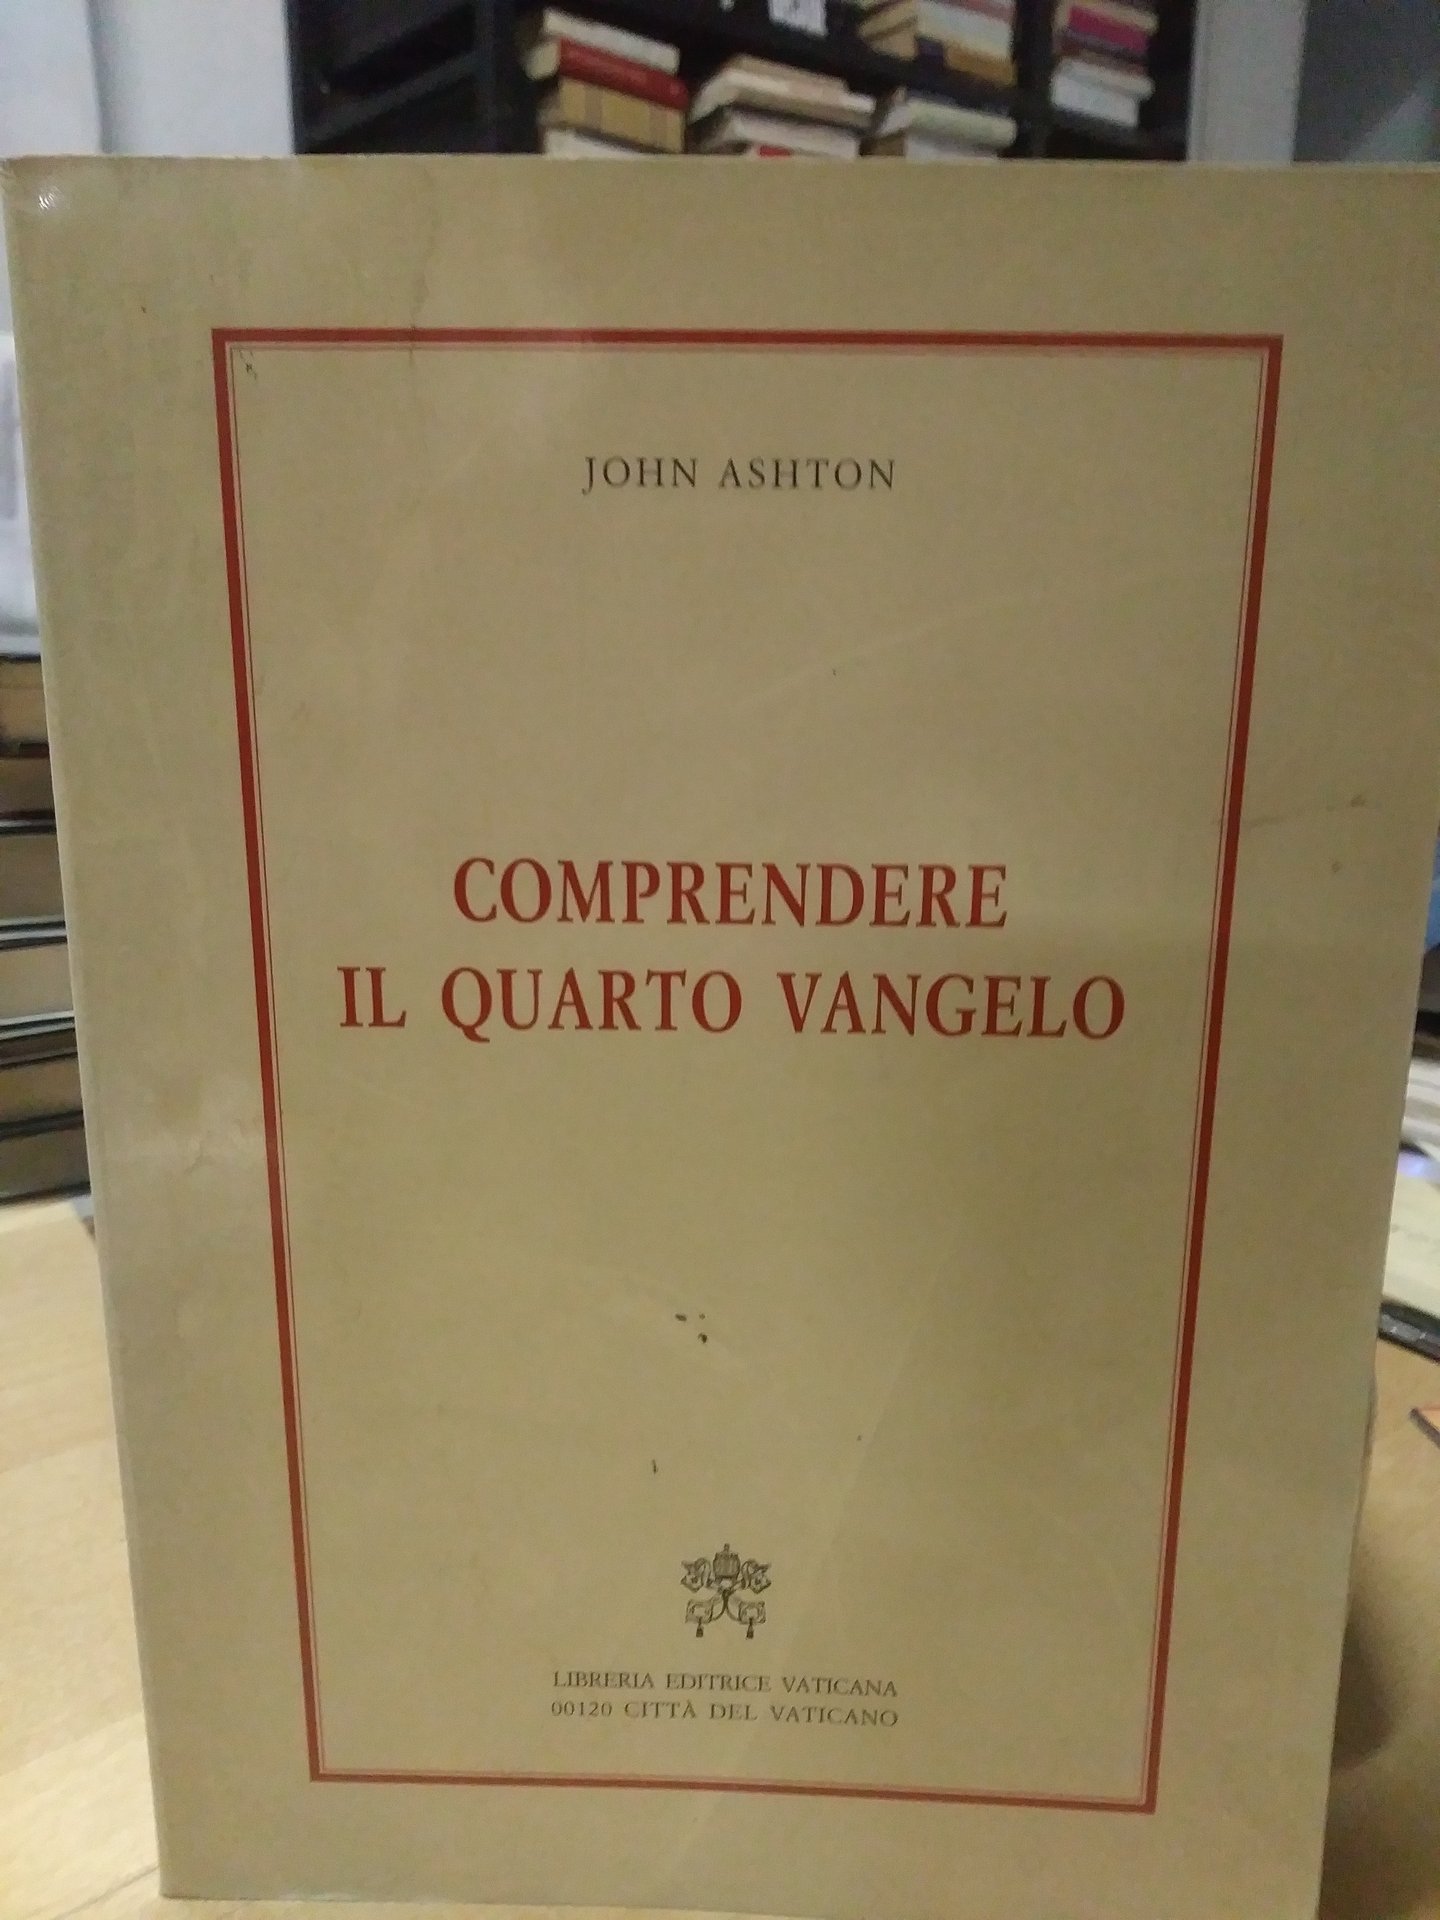 JOHN ASHTON
COMPRENDERE
IL QUARTO VANGELO
LIBRERIA EDITRICE VATICANA
00120 CITTÀ DEL VATICANO